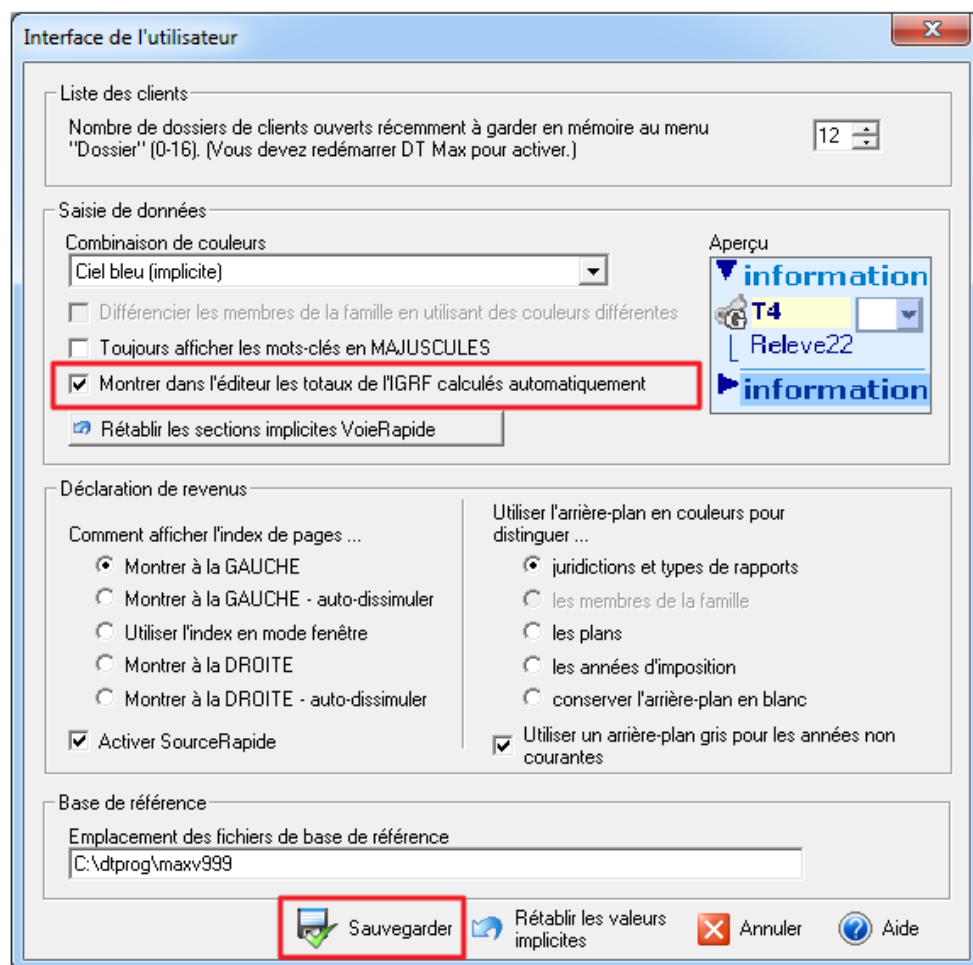 Interface de l'utilisateur
Liste des clients
Nombre de dossiers de clients ouverts récemment à garder en mémoire au menu
"Dossier" (0-16). (Vous devez redémarrer DT Max pour activer.)
12
Saisie de données
Combinaison de couleurs
Ciel bleu (implicite)
Différencier les membres de la famille en utilisant des couleurs différentes
Toujours afficher les mots-clés en MAJUSCULES
Montrer dans l'éditeur les totaux de l'IGRF calculés automatiquement
Rétablir les sections implicites VoieRapide
Aperçu
information
G T4
Releve22
information
Déclaration de revenus
Comment afficher l'index de pages ...
Montrer à la GAUCHE
Montrer à la GAUCHE - auto-dissimuler
Utiliser l'index en mode fenêtre
Montrer à la DROITE
Montrer à la DROITE - auto-dissimuler
Activer SourceRapide
Utiliser l'arrière-plan en couleurs pour
distinguer ...
juridictions et types de rapports
les membres de la famille
les plans
les années d'imposition
conserver l'arrière-plan en blanc
Utiliser un arrière-plan gris pour les années non
courantes
Base de référence
Emplacement des fichiers de base de référence
C:\dtprog\maxv999
Sauvegarder
Rétablir les valeurs
implicites
Annuler
Aide